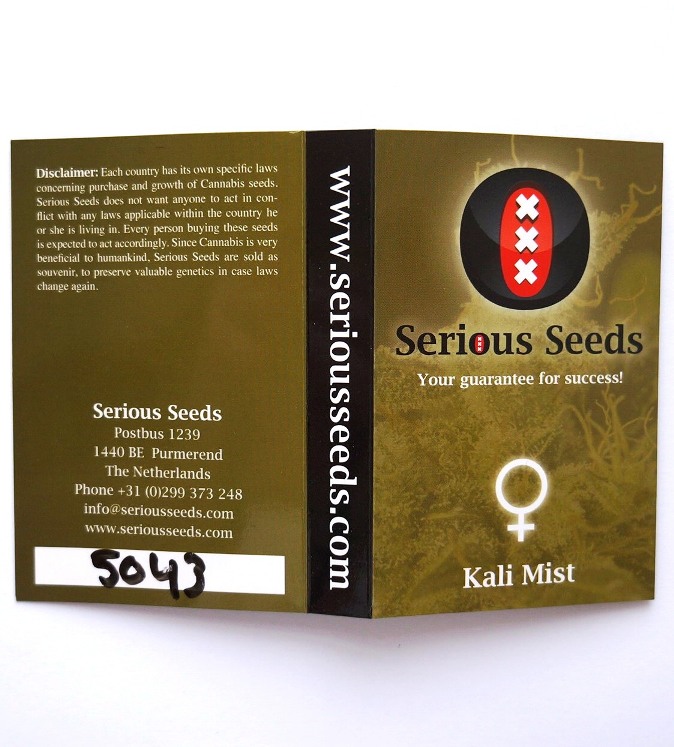 Disclaimer: Each country has its own specific laws
concerning purchase and growth of Cannabis seeds.
Serious Seeds does not want anyone to act in con-
flict with any laws applicable within the country he
or she is living in. Every person buying these seeds
is expected to act accordingly. Since Cannabis is very
beneficial to humankind, Serious Seeds are sold as
souvenir, to preserve valuable genetics in case laws
change again.
Serious Seeds
Postbus 1239
1440 BE Purmerend
The Netherlands
Phone +31 (0)299 373 248
info@seriousseeds.com
www.seriousseeds.com
5043
www.seriousseeds.com
Serious Seeds
Your guarantee for success!
Kali Mist